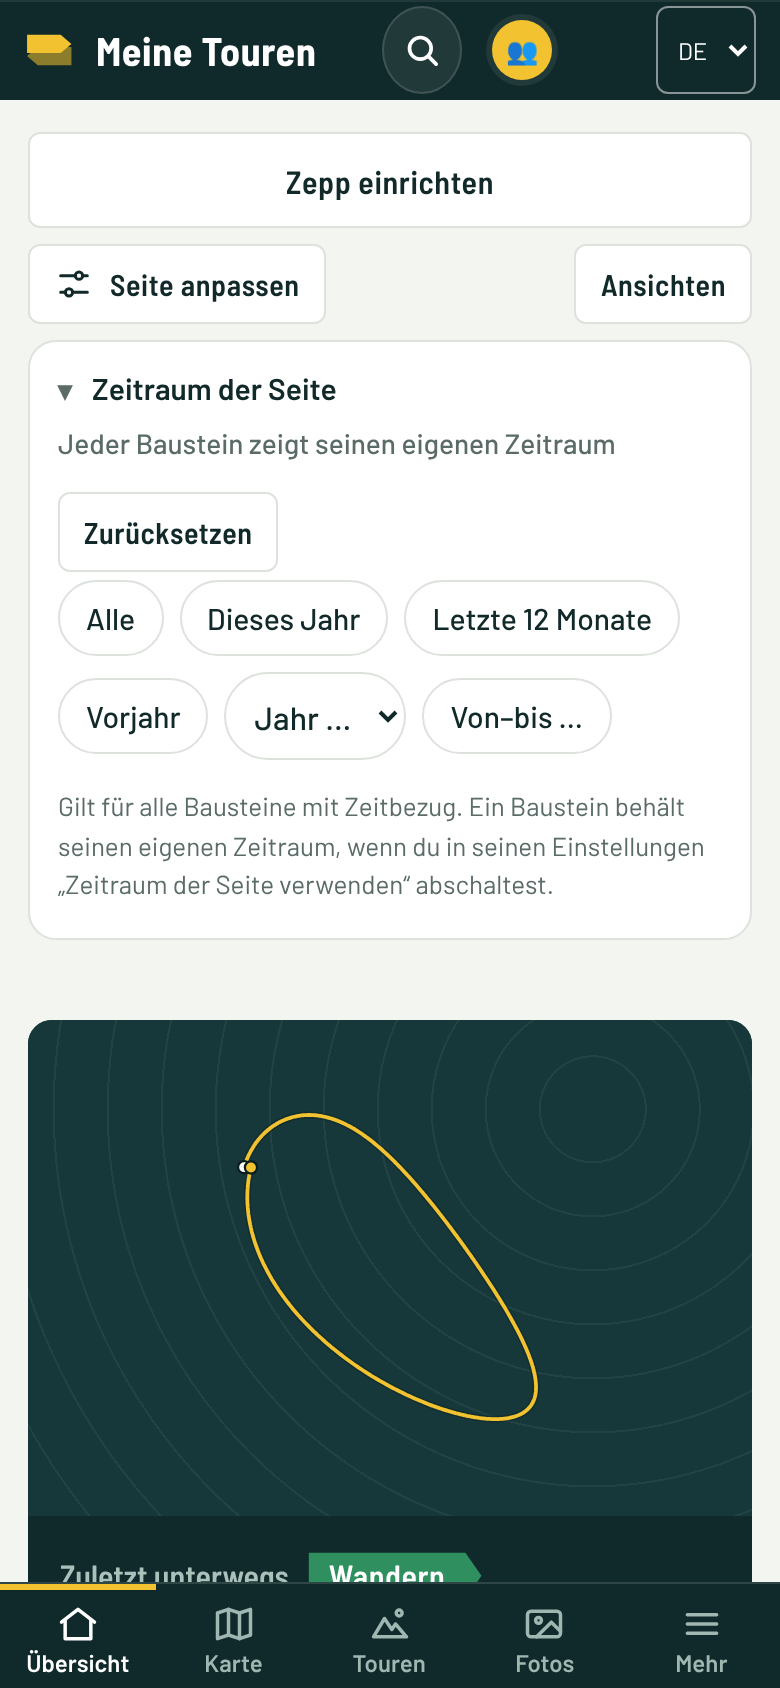 Meine Touren
DE
Zepp einrichten
Seite anpassen
Ansichten
Zeitraum der Seite
Jeder Baustein zeigt seinen eigenen Zeitraum
Zurücksetzen
Alle
Dieses Jahr
Letzte 12 Monate
Vorjahr
Jahr ...
Von–bis ...
Gilt für alle Bausteine mit Zeitbezug. Ein Baustein behält
seinen eigenen Zeitraum, wenn du in seinen Einstellungen
„Zeitraum der Seite verwenden“ abschaltest.
Zuletzt unterwegs
Wandern
Übersicht
Karte
Touren
Fotos
Mehr